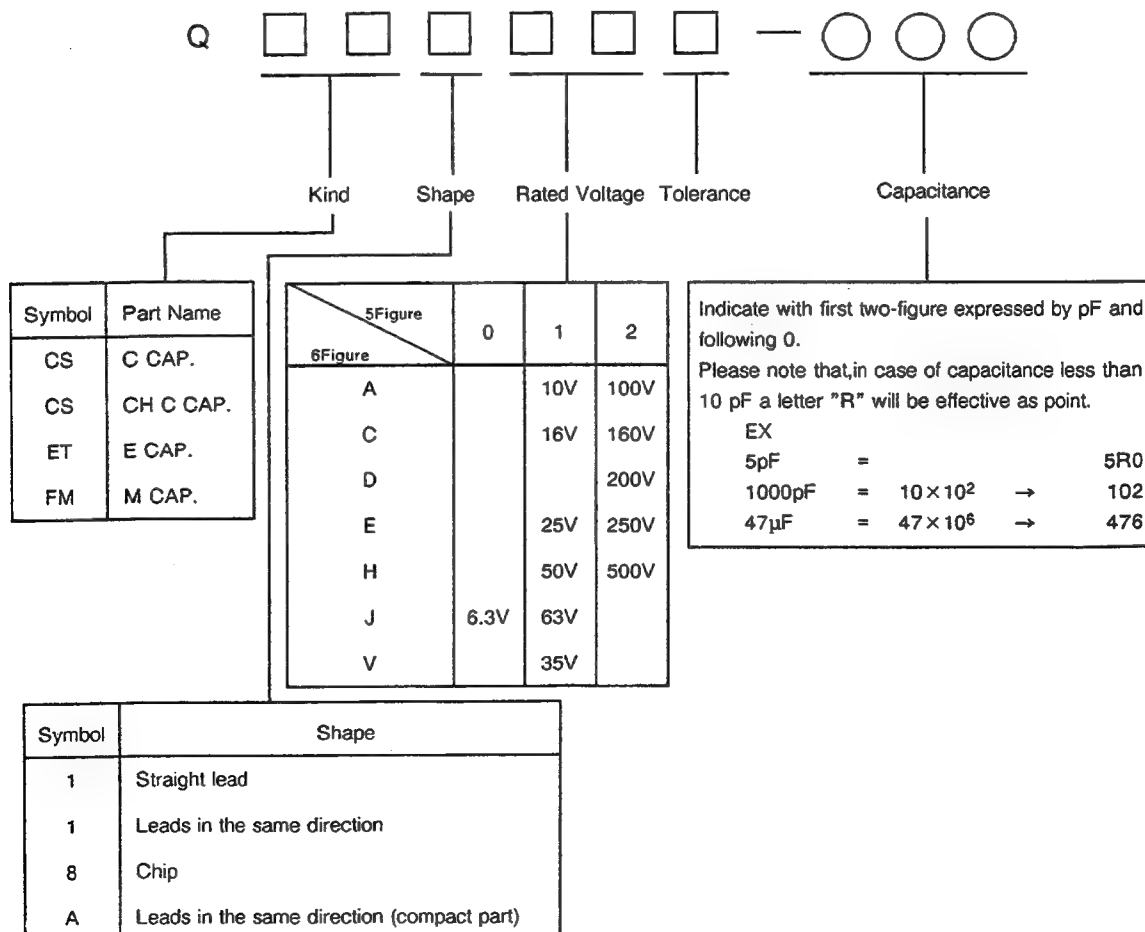 Q □ □ □ □ □ □ — ○ ○ ○
Kind Shape Rated Voltage Tolerance Capacitance
Symbol Part Name
CS C CAP.
CS CH C CAP.
ET E CAP.
FM M CAP.
5Figure
6Figure
0 1 2
A 10V 100V
C 16V 160V
D 200V
E 25V 250V
H 50V 500V
J 6.3V 63V
V 35V
Indicate with first two-figure expressed by pF and
following 0.
Please note that,in case of capacitance less than
10 pF a letter "R" will be effective as point.
EX
5pF = 5R0
1000pF = 10×10² → 102
47µF = 47×10⁶ → 476
Symbol Shape
1 Straight lead
1 Leads in the same direction
8 Chip
A Leads in the same direction (compact part)